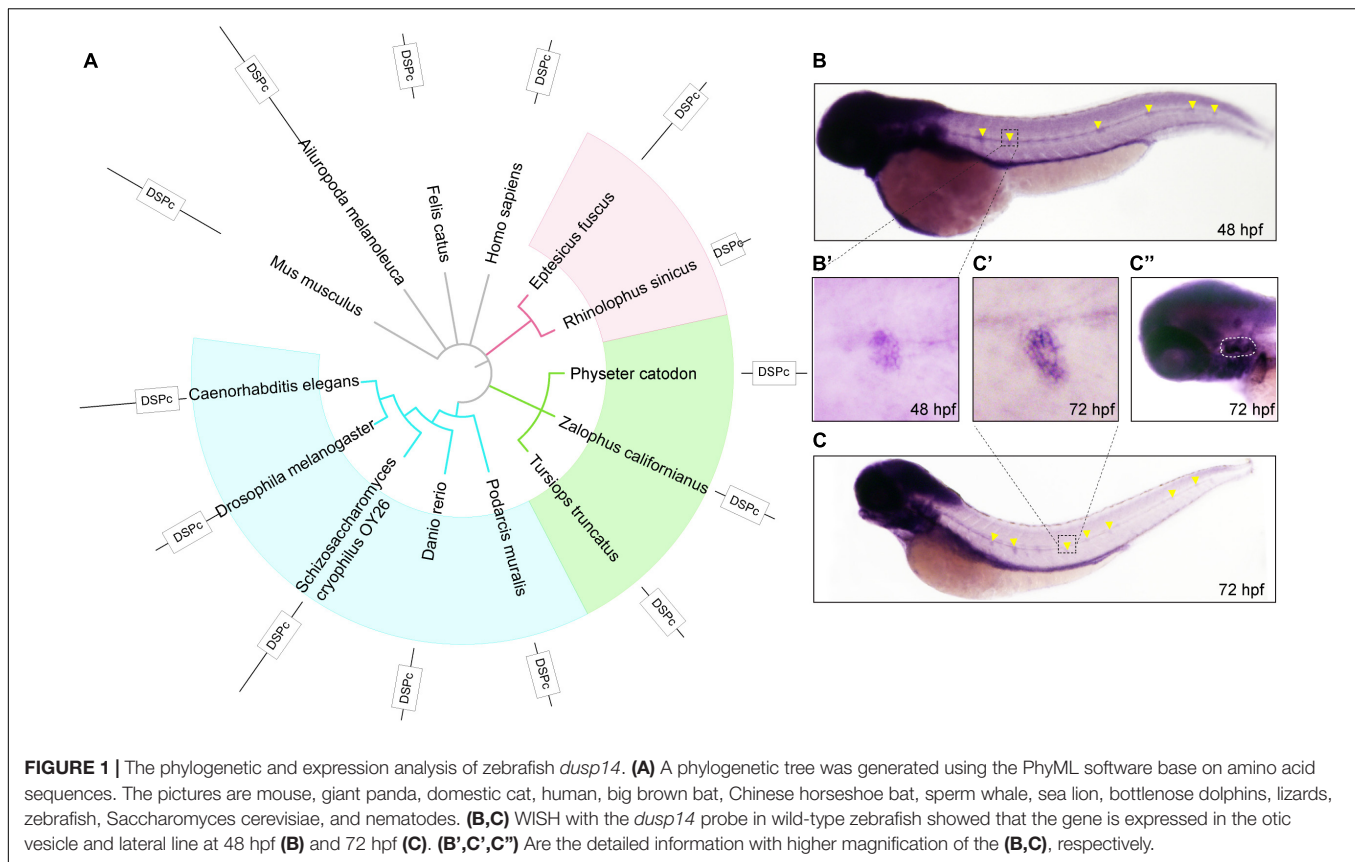 A
DSPc
DSPc
DSPc
DSPc
DSPc
DSPc
DSPc
DSPc
DSPc
DSPc
DSPc
DSPc
DSPc
Mus musculus
Ailuropoda melanoleuca
Felis catus
Homo sapiens
Eptesicus fuscus
Rhinolophus sinicus
Physeter catodon
Zalophus californianus
Tursiops truncatus
Podarcis muralis
Danio rerio
Schizosaccharomyces
cryophilus OY26
Drosophila melanogaster
Caenorhabditis elegans
B
48 hpf
B'
48 hpf
C'
72 hpf
C''
72 hpf
C
72 hpf
FIGURE 1 | The phylogenetic and expression analysis of zebrafish dusp14. (A) A phylogenetic tree was generated using the PhyML software base on amino acid
sequences. The pictures are mouse, giant panda, domestic cat, human, big brown bat, Chinese horseshoe bat, sperm whale, sea lion, bottlenose dolphins, lizards,
zebrafish, Saccharomyces cerevisiae, and nematodes. (B,C) WISH with the dusp14 probe in wild-type zebrafish showed that the gene is expressed in the otic
vesicle and lateral line at 48 hpf (B) and 72 hpf (C). (B',C',C") Are the detailed information with higher magnification of the (B,C), respectively.